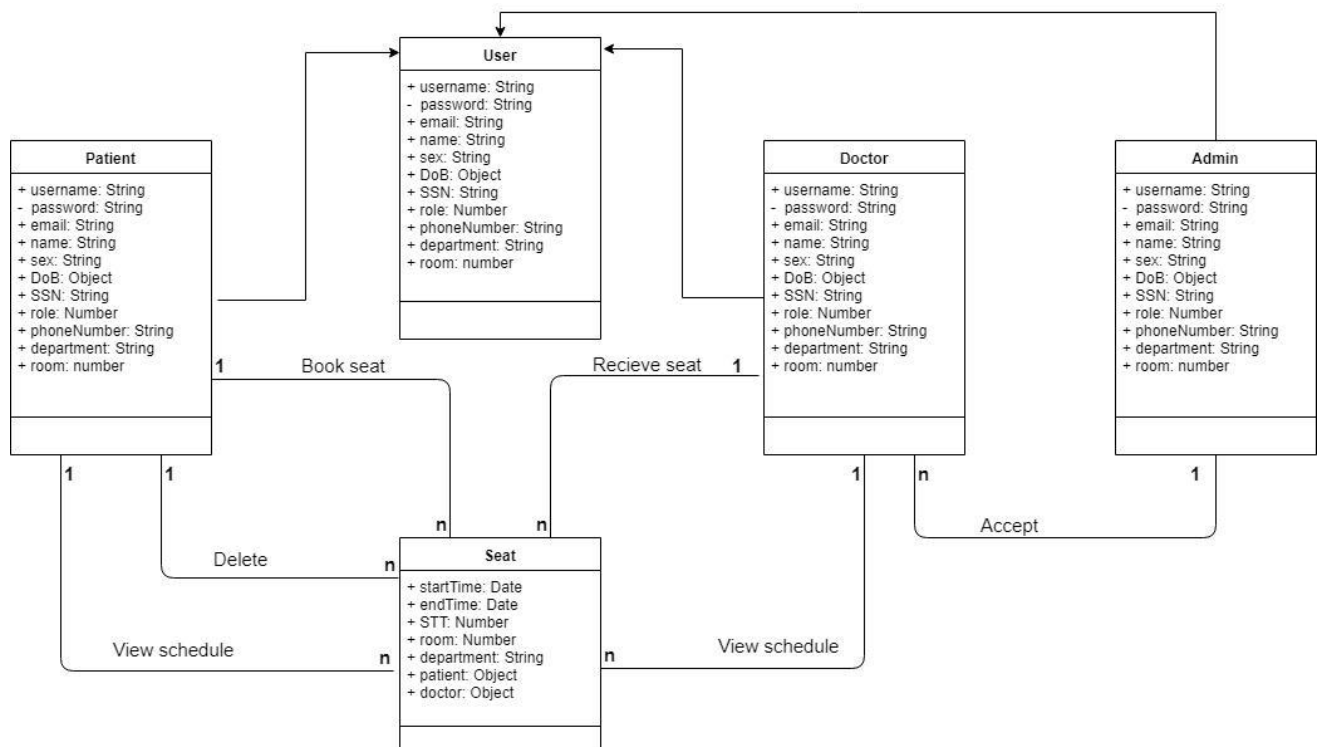 User
+ username: String
- password: String
+ email: String
+ name: String
+ sex: String
+ DoB: Object
+ SSN: String
+ role: Number
+ phoneNumber: String
+ department: String
+ room: number
Patient
+ username: String
- password: String
+ email: String
+ name: String
+ sex: String
+ DoB: Object
+ SSN: String
+ role: Number
+ phoneNumber: String
+ department: String
+ room: number
Doctor
+ username: String
- password: String
+ email: String
+ name: String
+ sex: String
+ DoB: Object
+ SSN: String
+ role: Number
+ phoneNumber: String
+ department: String
+ room: number
Admin
+ username: String
- password: String
+ email: String
+ name: String
+ sex: String
+ DoB: Object
+ SSN: String
+ role: Number
+ phoneNumber: String
+ department: String
+ room: number
1
Book seat
n
Recieve seat
1
n
1
1
Delete
n
View schedule
n
1
n
1
Accept
View schedule
n
Seat
+ startTime: Date
+ endTime: Date
+ STT: Number
+ room: Number
+ department: String
+ patient: Object
+ doctor: Object